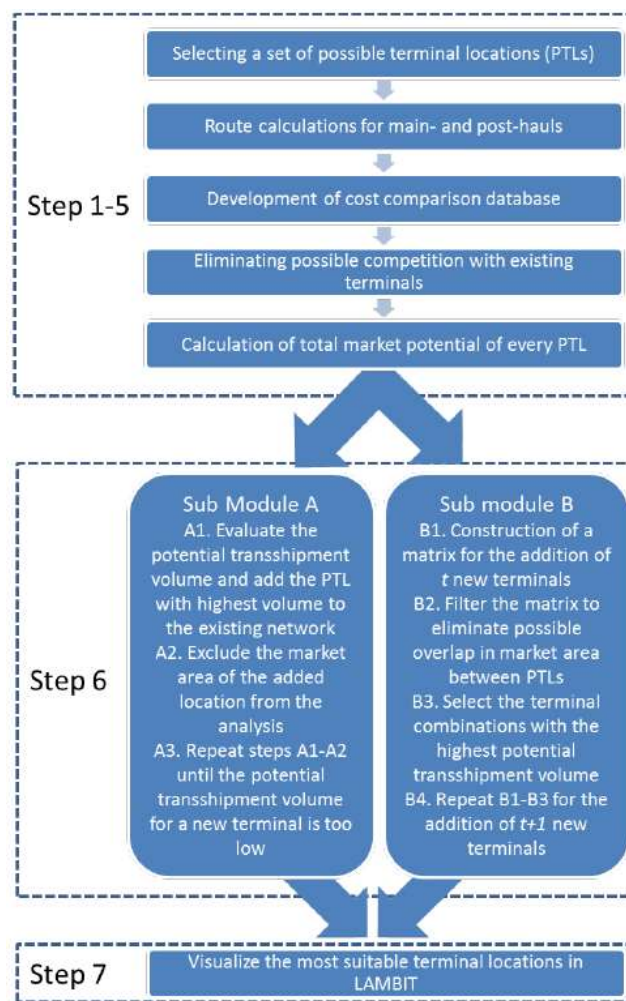 Selecting a set of possible terminal locations (PTLs)
Route calculations for main- and post-hauls
Step 1-5
Development of cost comparison database
Eliminating possible competition with existing
terminals
Calculation of total market potential of every PTL
Step 6
Sub Module A
A1. Evaluate the
potential transshipment
volume and add the PTL
with highest volume to
the existing network
A2. Exclude the market
area of the added
location from the
analysis
A3. Repeat steps A1-A2
until the potential
transshipment volume
for a new terminal is too
low
Sub module B
B1. Construction of a
matrix for the addition of
t new terminals
B2. Filter the matrix to
eliminate possible
overlap in market area
between PTLs
B3. Select the terminal
combinations with the
highest potential
transshipment volume
B4. Repeat B1-B3 for the
addition of t+1 new
terminals
Step 7
Visualize the most suitable terminal locations in
LAMBIT